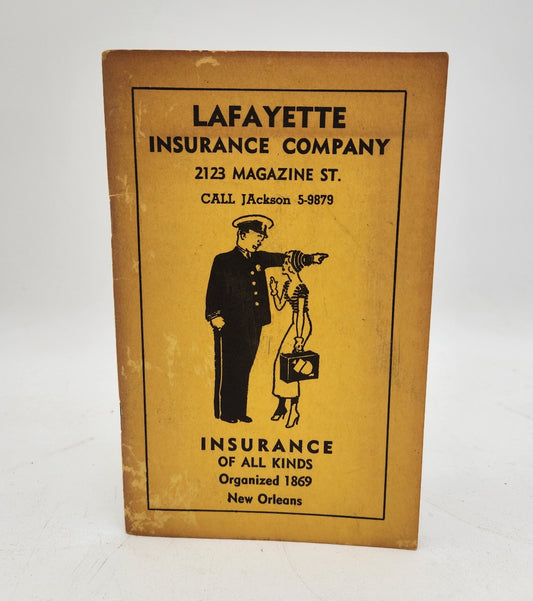 LAFAYETTE
INSURANCE COMPANY
2123 MAGAZINE ST.
CALL JAckson 5-9879
INSURANCE
OF ALL KINDS
Organized 1869
New Orleans